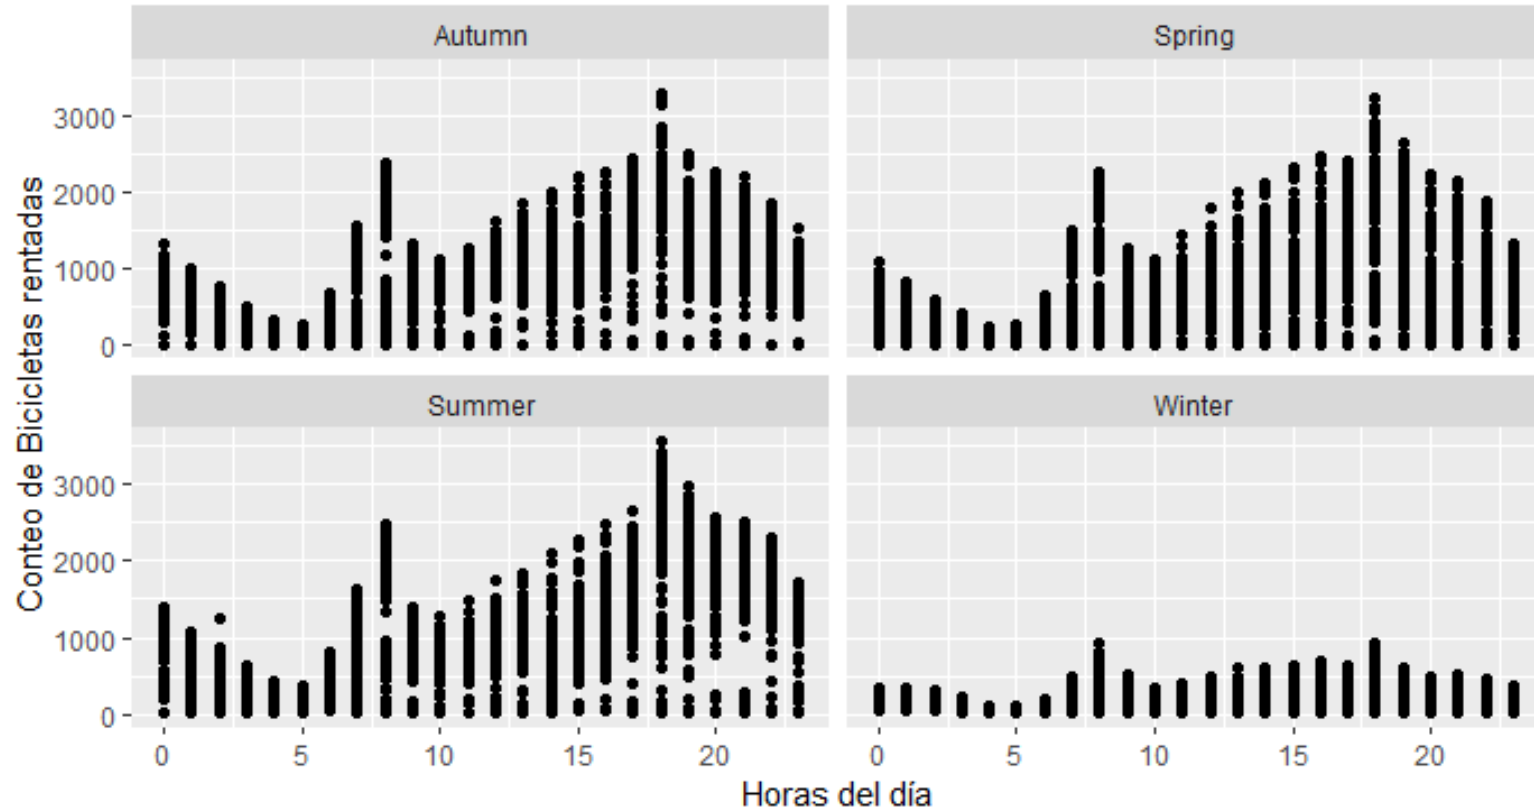 Autumn
Spring
3000
2000
1000
0
Summer
Winter
3000
2000
1000
0
0 5 10 15 20
0 5 10 15 20
Horas del día
Conteo de Bicicletas rentadas